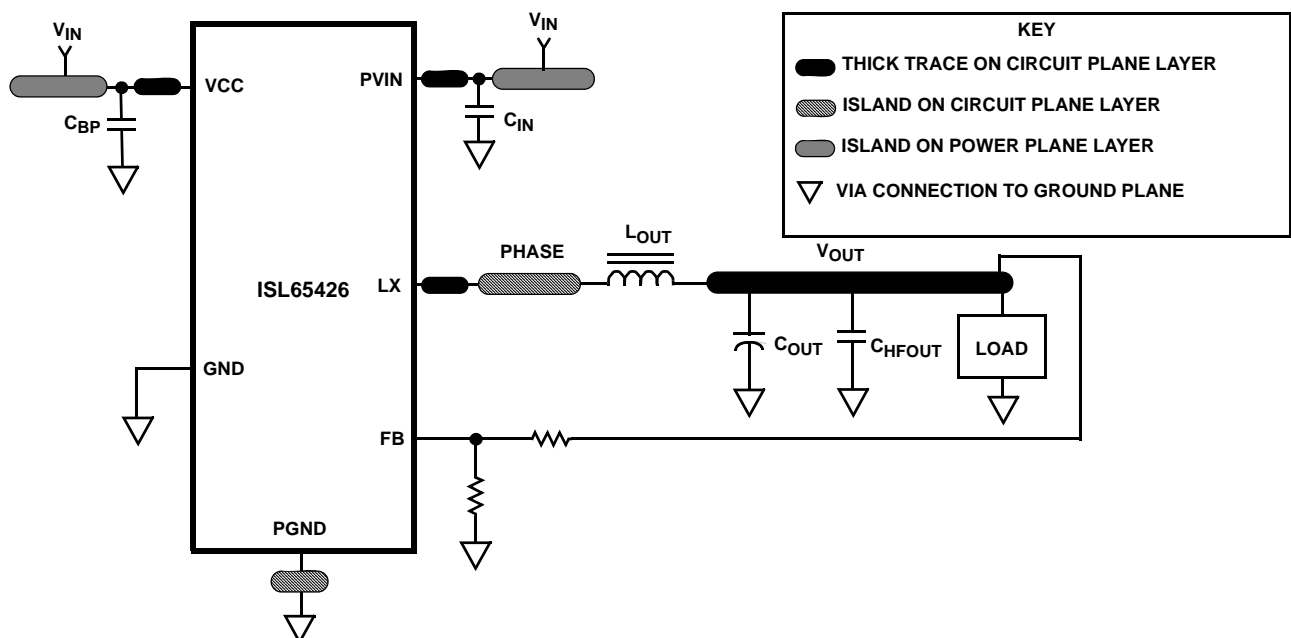 VIN
VIN
KEY
THICK TRACE ON CIRCUIT PLANE LAYER
ISLAND ON CIRCUIT PLANE LAYER
ISLAND ON POWER PLANE LAYER
VIA CONNECTION TO GROUND PLANE
VCC
PVIN
CBP
CIN
LOUT
PHASE
VOUT
ISL65426
LX
COUT
CHFOUT
LOAD
GND
FB
PGND